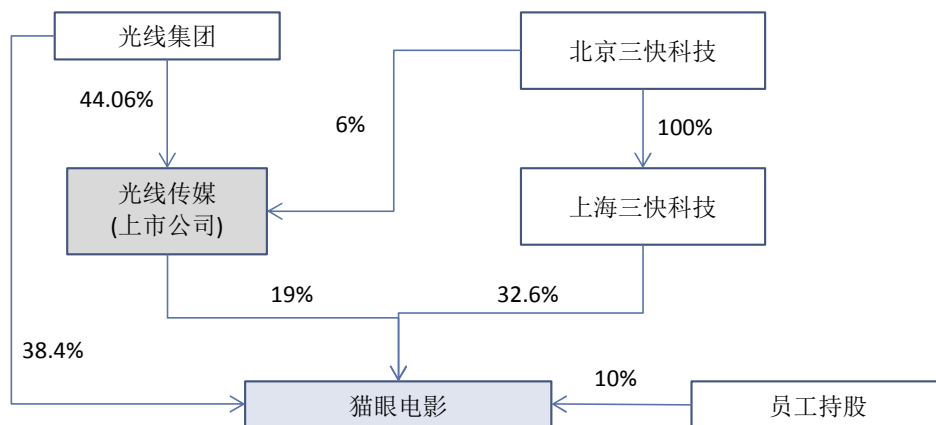 光线集团
北京三快科技
44.06%
6%
100%
光线传媒
(上市公司)
上海三快科技
19%
32.6%
38.4%
猫眼电影
10%
员工持股